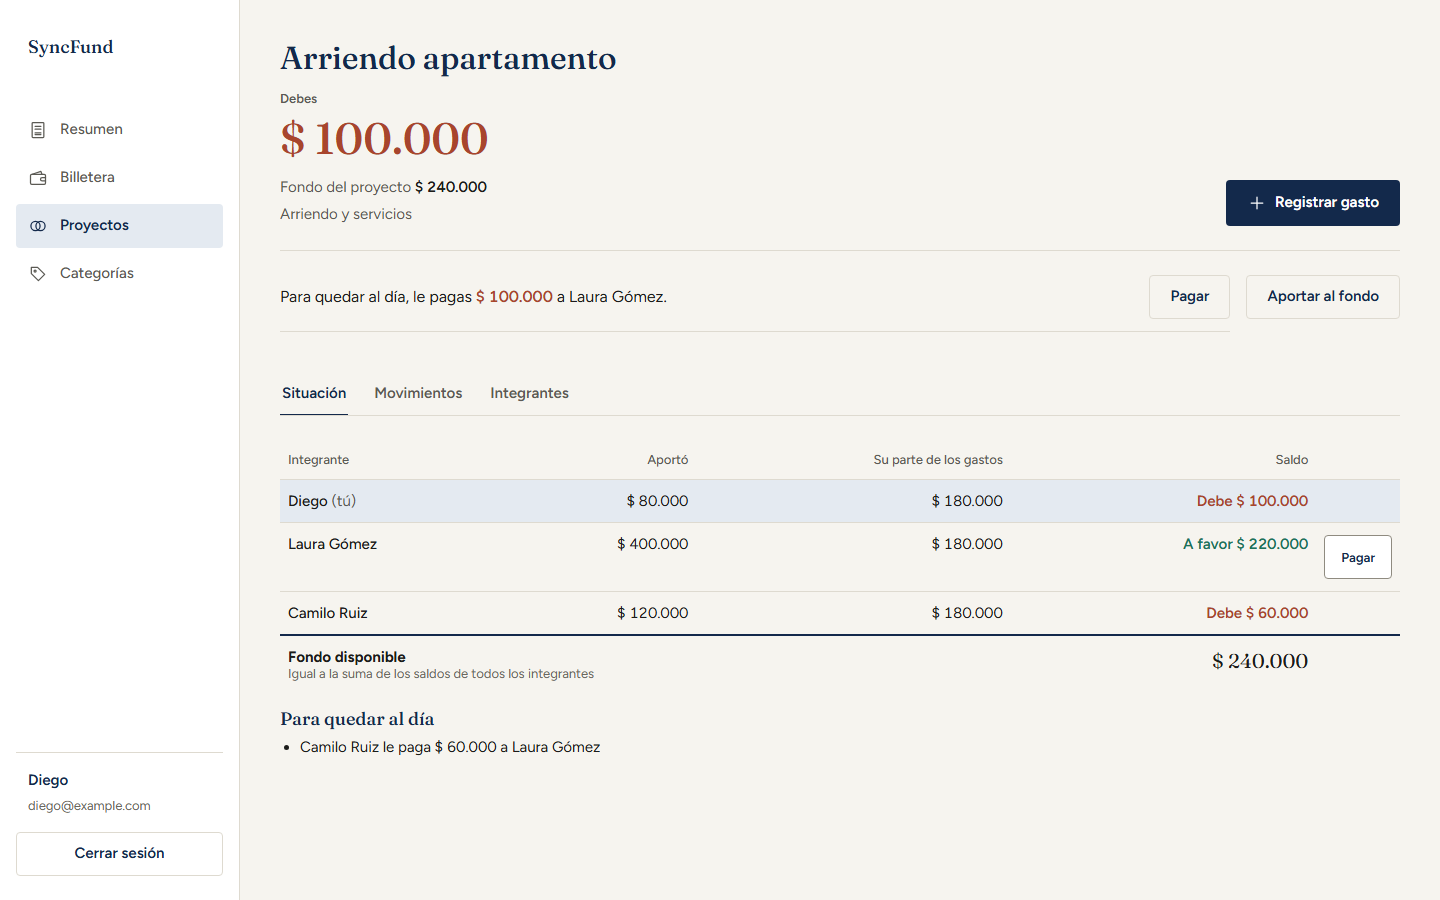 SyncFund
Resumen
Billetera
Proyectos
Categorías
Diego
diego@example.com
Cerrar sesión
Arriendo apartamento
Debes
$ 100.000
Fondo del proyecto $ 240.000
Arriendo y servicios
Registrar gasto
Para quedar al día, le pagas $ 100.000 a Laura Gómez.
Pagar
Aportar al fondo
Situación Movimientos Integrantes
Integrante Aportó Su parte de los gastos Saldo
Diego (tú) $ 80.000 $ 180.000 Debe $ 100.000
Laura Gómez $ 400.000 $ 180.000 A favor $ 220.000 Pagar
Camilo Ruiz $ 120.000 $ 180.000 Debe $ 60.000
Fondo disponible $ 240.000
Igual a la suma de los saldos de todos los integrantes
Para quedar al día
• Camilo Ruiz le paga $ 60.000 a Laura Gómez